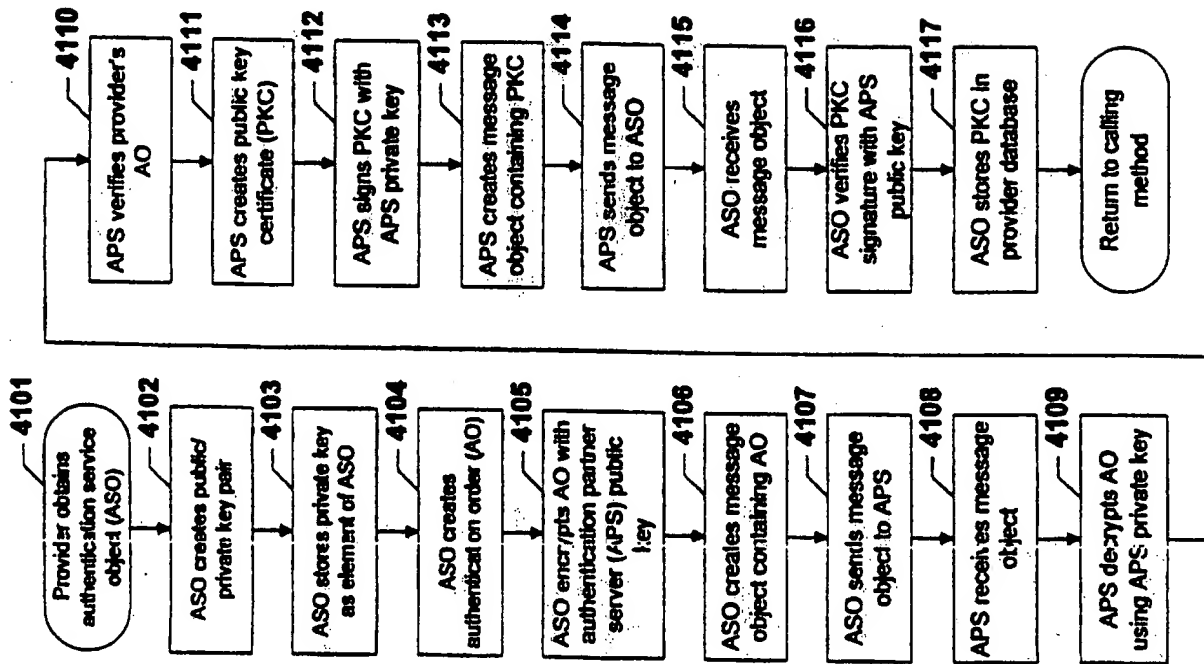 4101
Provider obtains
authentication service
object (ASO)
4102
ASO creates public/
private key pair
4103
ASO stores private key
as element of ASO
4104
ASO creates
authentication order (AO)
4105
ASO encrypts AO with
authentication partner
server (APS) public
key
4106
ASO creates message
object containing AO
4107
ASO sends message
object to APS
4108
APS receives message
object
4109
APS decrypts AO
using APS private key
4110
APS verifies provider's
AO
4111
APS creates public key
certificate (PKC)
4112
APS signs PKC with
APS private key
4113
APS creates message
object containing PKC
4114
APS sends message
object to ASO
4115
ASO receives
message object
4116
ASO verifies PKC
signature with APS
public key
4117
ASO stores PKC in
provider database
Return to calling
method